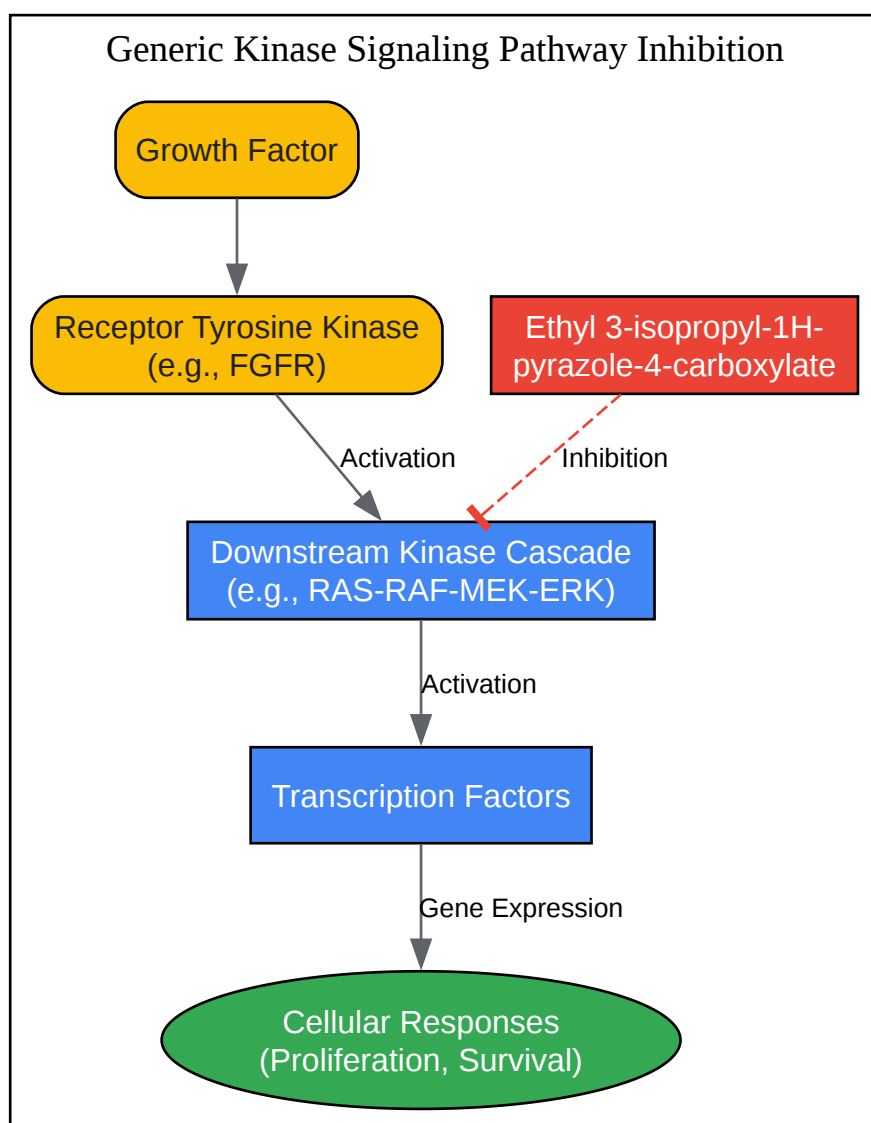 Generic Kinase Signaling Pathway Inhibition
Growth Factor
Receptor Tyrosine Kinase
(e.g., FGFR)
Ethyl 3-isopropyl-1H-
pyrazole-4-carboxylate
Activation
Inhibition
Downstream Kinase Cascade
(e.g., RAS-RAF-MEK-ERK)
Activation
Transcription Factors
Gene Expression
Cellular Responses
(Proliferation, Survival)